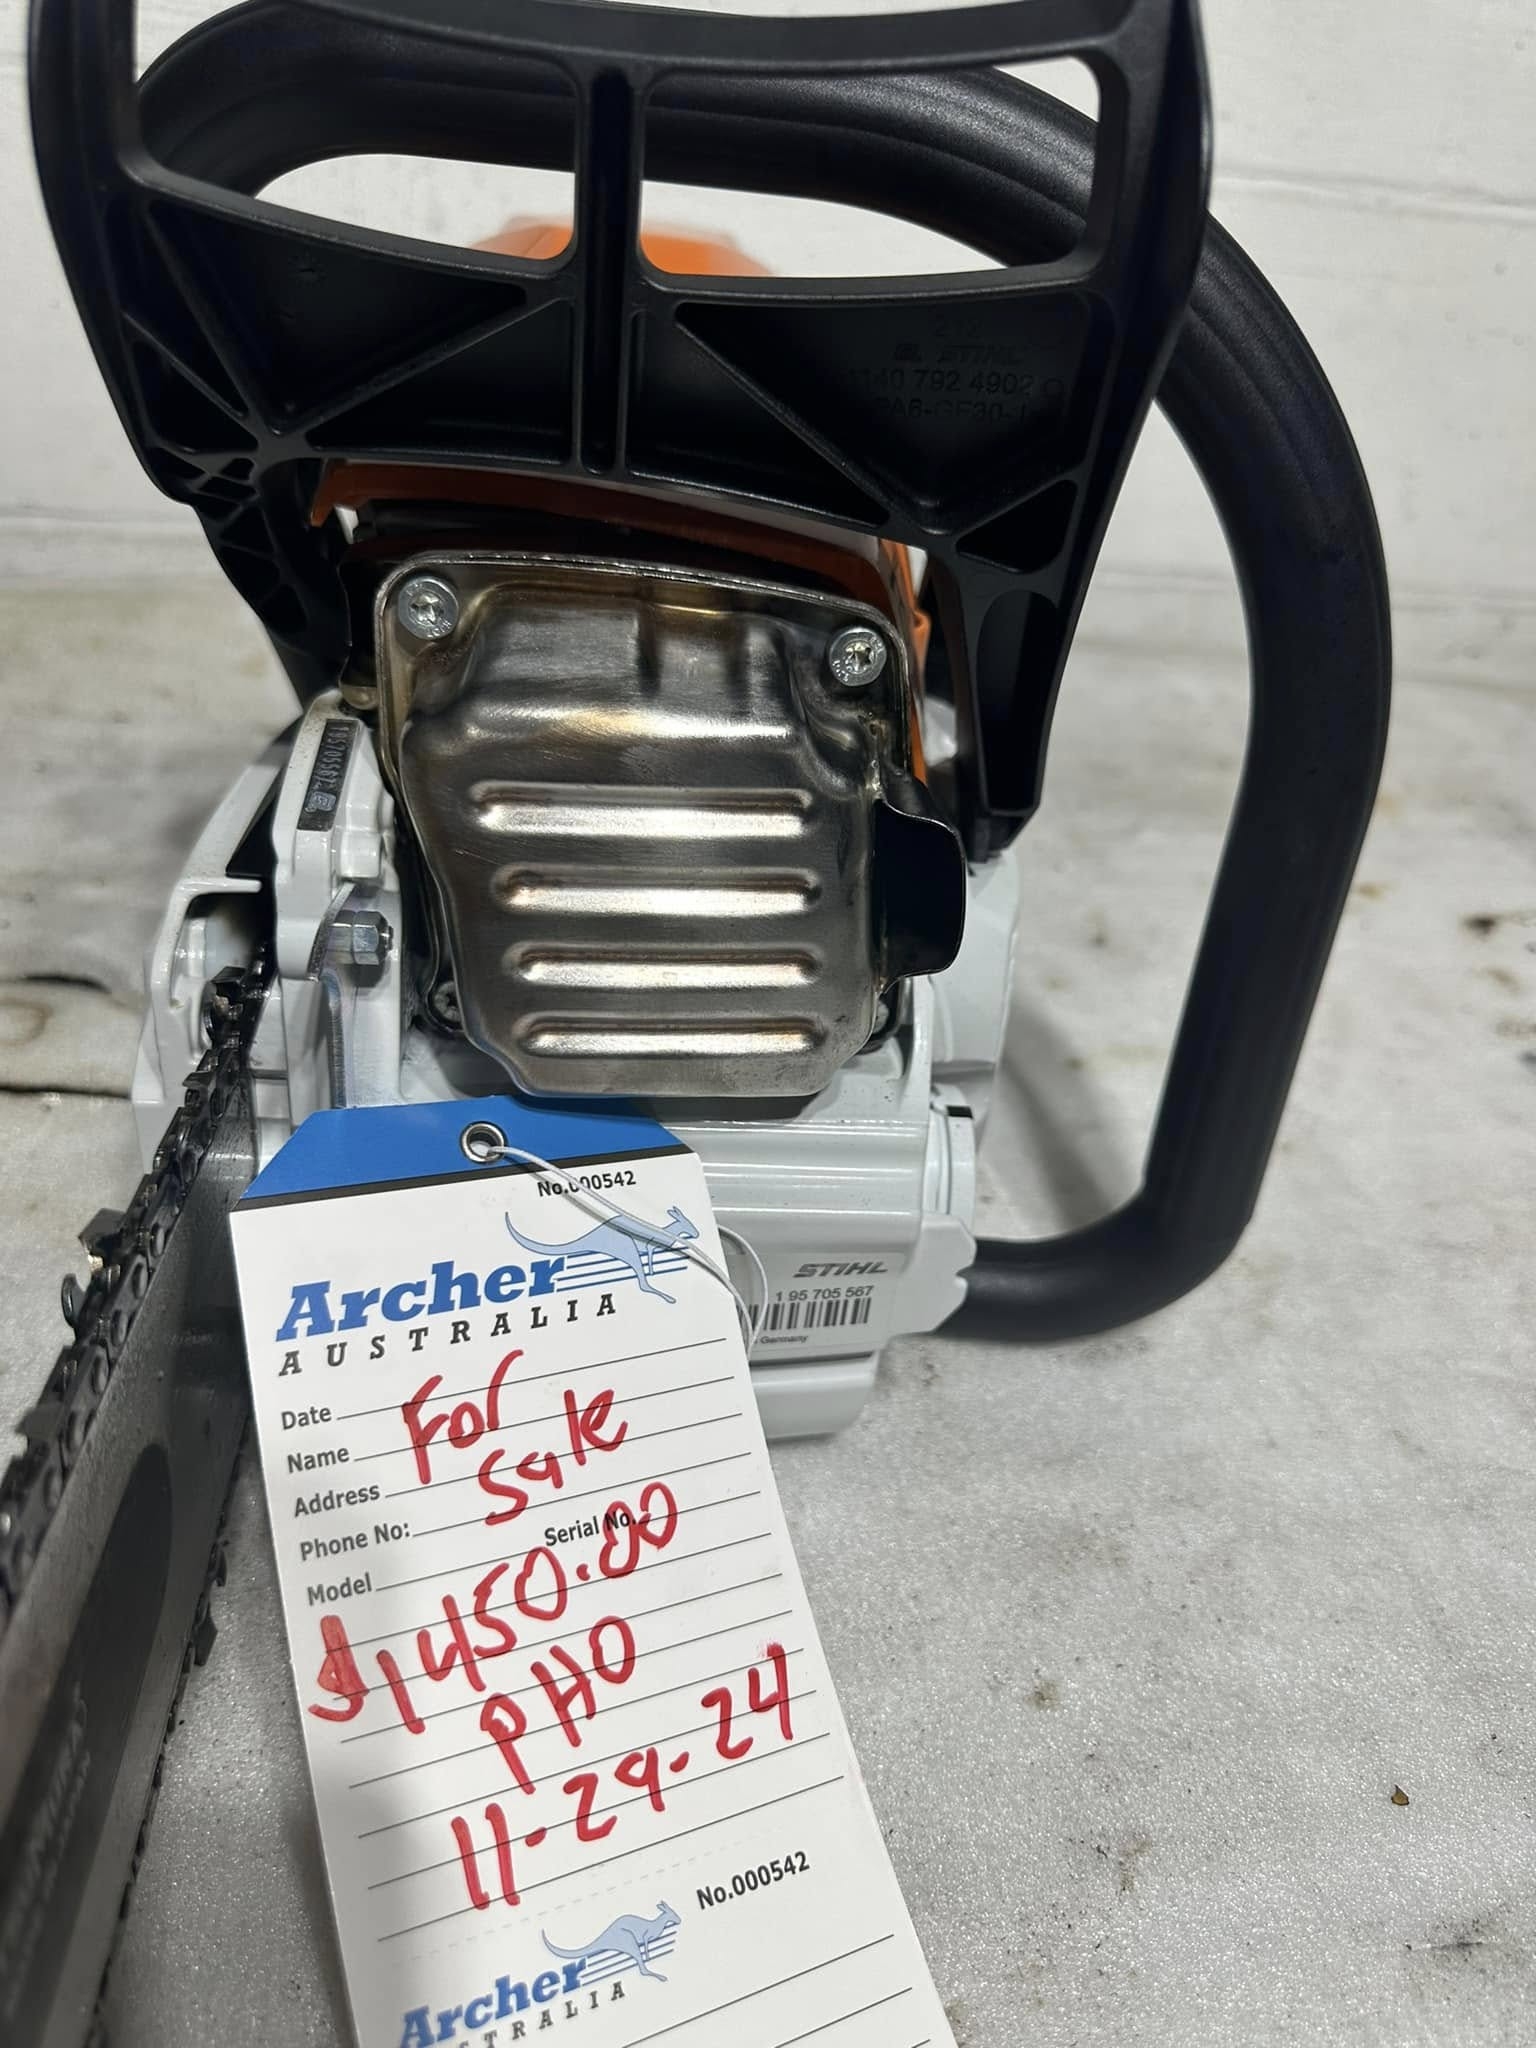 STIHL
792 4902
195705567
No.000542
Archer
AUSTRALIA
STIHL
1 95 705 567
Germany
Date
For
Name
Sale
Address
Phone No:
Serial No.
Model
$1450.00
PHO
11-29-24
No.000542
Archer